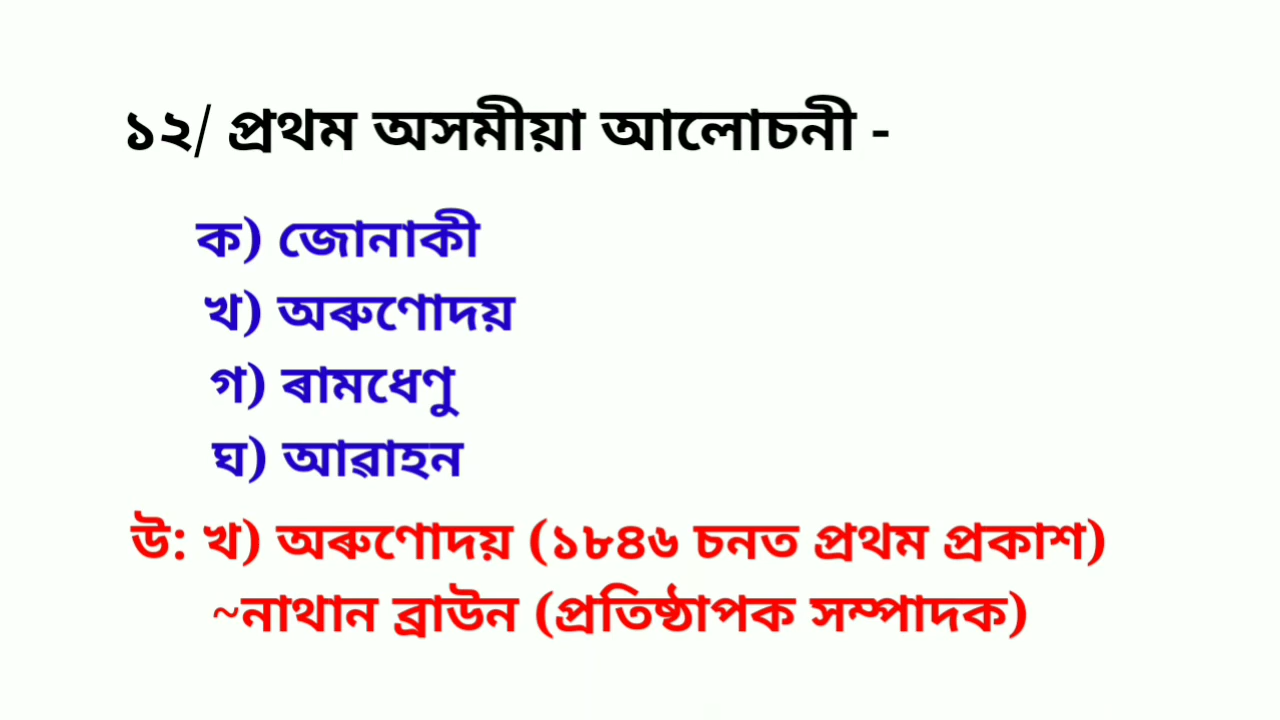 ১২/ প্ৰথম অসমীয়া আলোচনী -
ক) জোনাকী
খ) অৰুণোদয়
গ) ৰামধেণু
ঘ) আৱাহন
উ: খ) অৰুণোদয় (১৮৪৬ চনত প্ৰথম প্ৰকাশ)
~নাথান ব্ৰাউন (প্ৰতিষ্ঠাপক সম্পাদক)